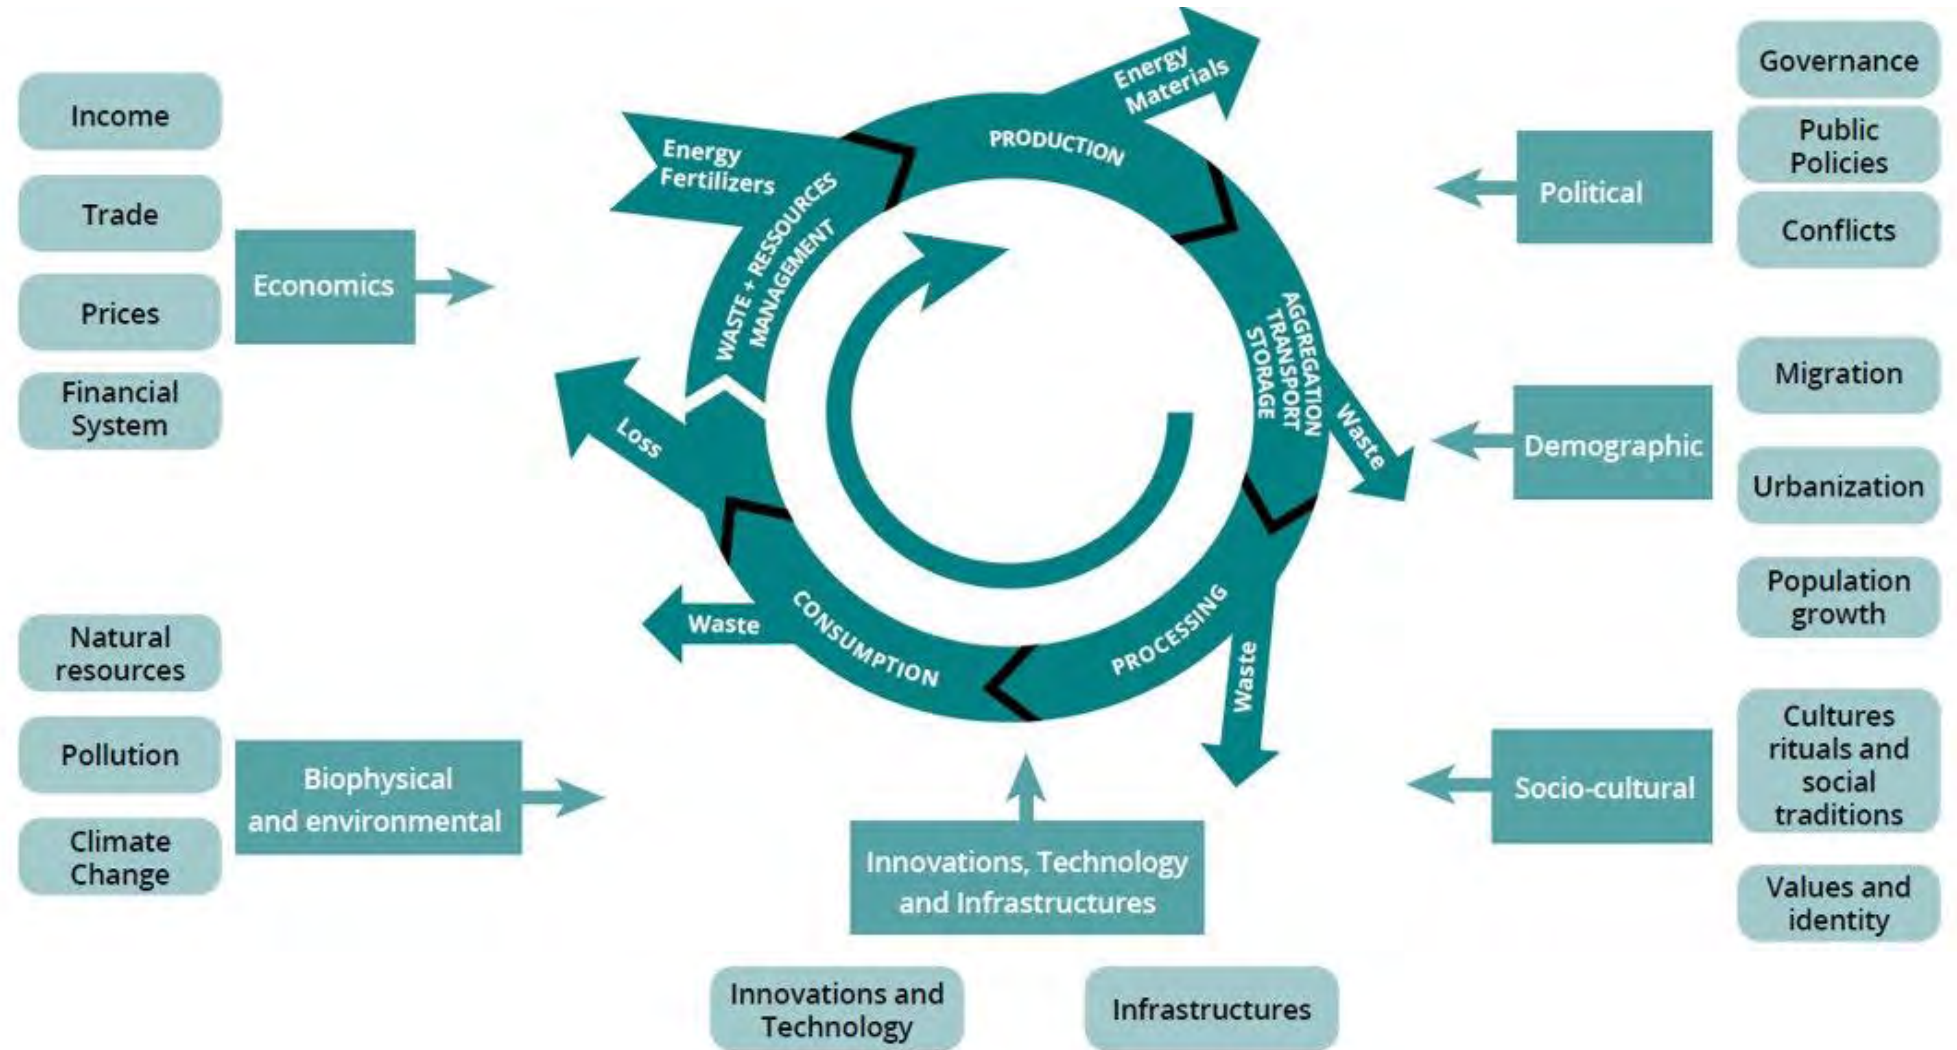 Income
Trade
Prices
Financial
System
Economics
Natural
resources
Pollution
Climate
Change
Biophysical
and environmental
Energy
Fertilizers
WASTE + RESSOURCES
MANAGEMENT
PRODUCTION
Energy
Materials
AGGREGATION
TRANSPORT
STORAGE
Waste
PROCESSING
Waste
CONSUMPTION
Waste
Loss
Innovations, Technology
and Infrastructures
Innovations and
Technology
Infrastructures
Political
Governance
Public
Policies
Conflicts
Demographic
Migration
Urbanization
Population
growth
Socio-cultural
Cultures
rituals and
social
traditions
Values and
identity